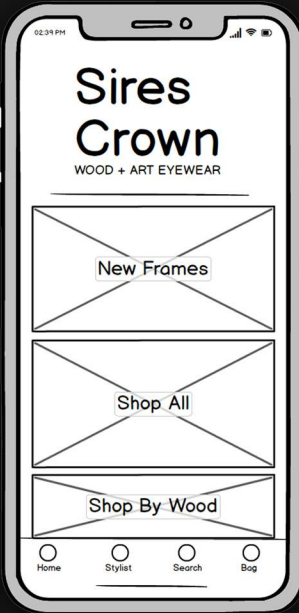 02:39 PM
Sires
Crown
WOOD + ART EYEWEAR
New Frames
Shop All
Shop By Wood
Home Stylist Search Bag